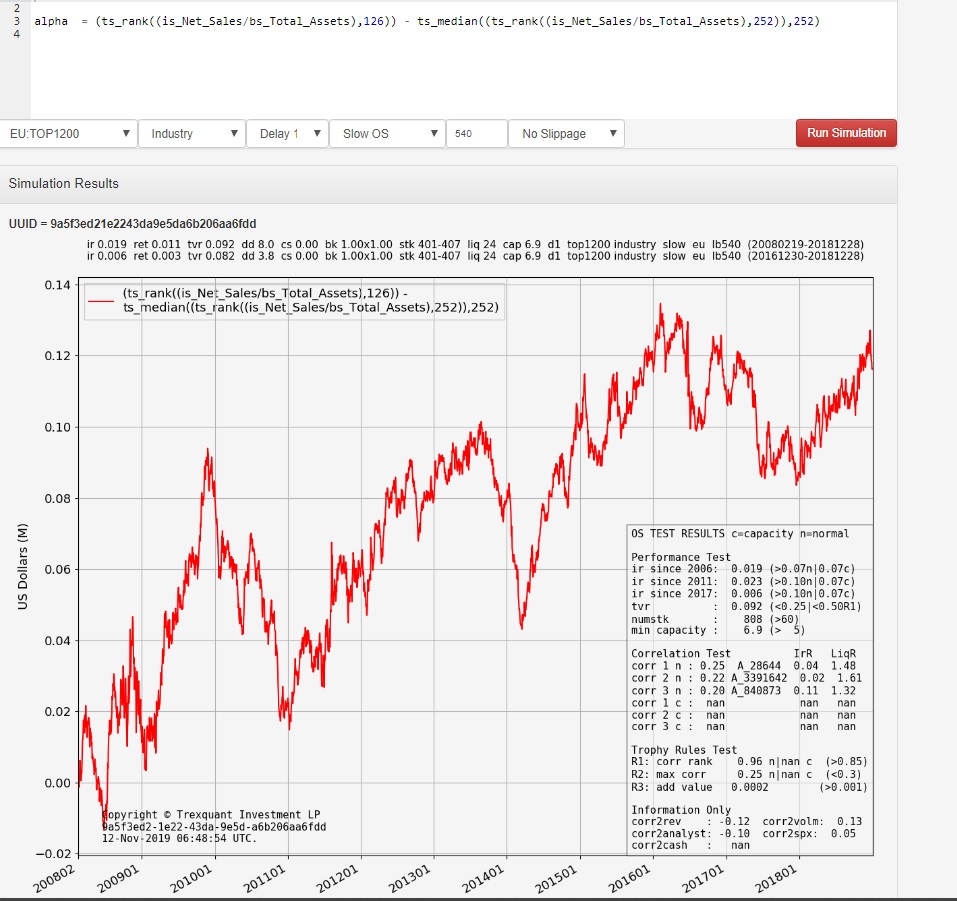 2
3 alpha = (ts_rank((is_Net_Sales/bs_Total_Assets),126)) - ts_median((ts_rank((is_Net_Sales/bs_Total_Assets),252)),252)
4
EU:TOP1200 ▼ Industry ▼ Delay 1 ▼ Slow OS ▼ 540 No Slippage ▼ Run Simulation
Simulation Results
UUID = 9a5f3ed21e2243da9e5da6b206aa6fdd
ir 0.019 ret 0.011 tvr 0.092 dd 8.0 cs 0.00 bk 1.00x1.00 stk 401-407 liq 24 cap 6.9 d1 top1200 industry slow eu lb540 (20080219-20181228)
ir 0.006 ret 0.003 tvr 0.082 dd 3.8 cs 0.00 bk 1.00x1.00 stk 401-407 liq 24 cap 6.9 d1 top1200 industry slow eu lb540 (20161230-20181228)
(ts_rank((is_Net_Sales/bs_Total_Assets),126)) -
ts_median((ts_rank((is_Net_Sales/bs_Total_Assets),252)),252)
0.14
0.12
0.10
0.08
0.06
0.04
0.02
0.00
−0.02
US Dollars (M)
OS TEST RESULTS c=capacity n=normal
Performance Test
ir since 2006: 0.019 (>0.07n|0.07c)
ir since 2011: 0.023 (>0.10n|0.07c)
ir since 2017: 0.006 (>0.10n|0.07c)
tvr : 0.092 (<0.25|<0.50R1)
numstk : 808 (>60)
min capacity : 6.9 (> 5)
Correlation Test IrR LiqR
corr 1 n : 0.25 A_28644 0.04 1.48
corr 2 n : 0.22 A_3391642 0.02 1.61
corr 3 n : 0.20 A_840873 0.11 1.32
corr 1 c : nan nan nan
corr 2 c : nan nan nan
corr 3 c : nan nan nan
Trophy Rules Test
R1: corr rank 0.96 n|nan c (>0.85)
R2: max corr 0.25 n|nan c (<0.3)
R3: add value 0.0002 (>0.001)
Information Only
corr2rev : -0.12 corr2volm: 0.13
corr2analyst: -0.10 corr2spx: 0.05
corr2cash : nan
Copyright © Trexquant Investment LP
9a5f3ed2-1e22-43da-9e5d-a6b206aa6fdd
12-Nov-2019 06:48:54 UTC.
200802 200901 201001 201101 201201 201301 201401 201501 201601 201701 201801